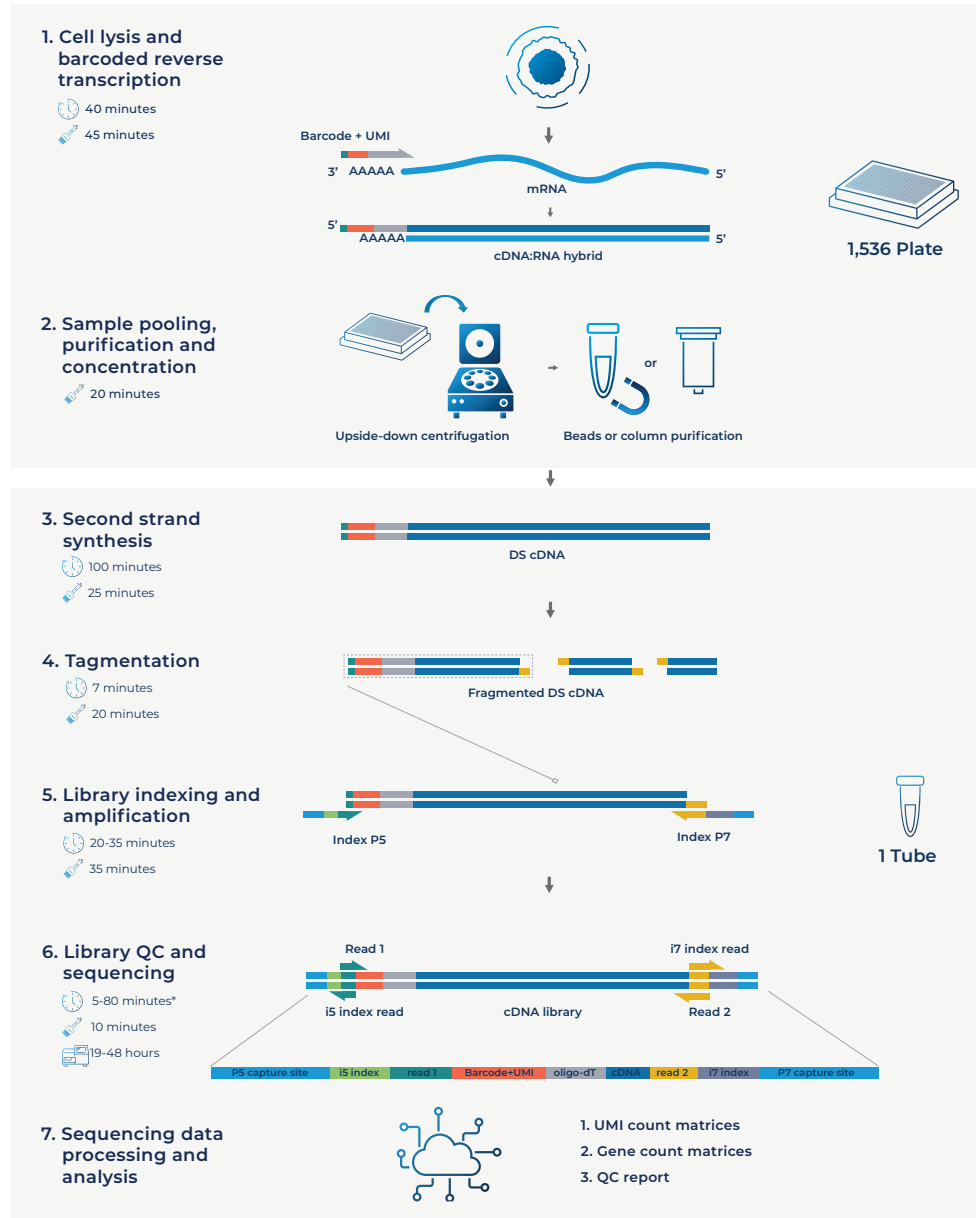 1. Cell lysis and
barcoded reverse
transcription
40 minutes
45 minutes
Barcode + UMI
3’ AAAAA
5’
mRNA
5’
AAAAA
5’
cDNA:RNA hybrid
1,536 Plate
2. Sample pooling,
purification and
concentration
20 minutes
or
Upside-down centrifugation
Beads or column purification
3. Second strand
synthesis
100 minutes
25 minutes
DS cDNA
4. Tagmentation
7 minutes
20 minutes
Fragmented DS cDNA
5. Library indexing and
amplification
20-35 minutes
35 minutes
Index P5
Index P7
1 Tube
6. Library QC and
sequencing
5-80 minutes*
10 minutes
19-48 hours
Read 1
i7 index read
i5 index read
cDNA library
Read 2
P5 capture site i5 index read 1 Barcode+UMI oligo-dT cDNA read 2 i7 index P7 capture site
7. Sequencing data
processing and
analysis
1. UMI count matrices
2. Gene count matrices
3. QC report